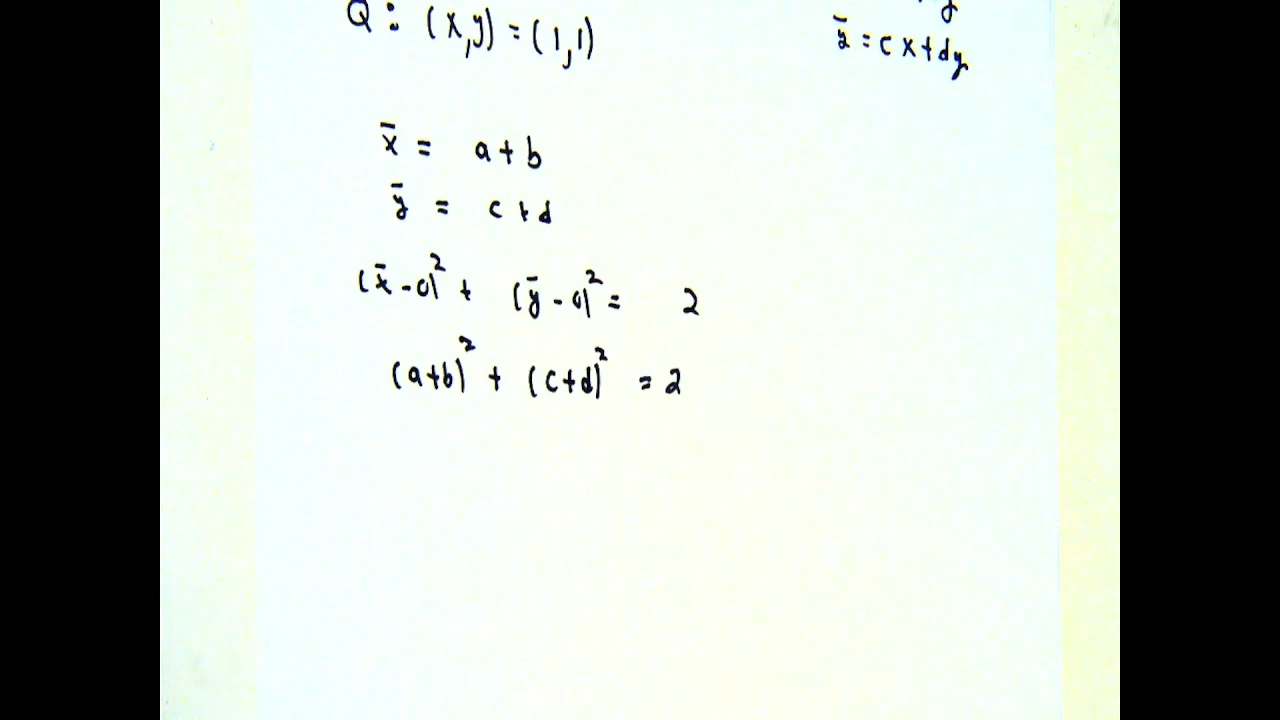 Q : (x,y) = (1,1)
y
ȳ = cx+dy
x̄ = a+b
ȳ = c+d
(x̄-0)² + (ȳ-0)² = 2
(a+b)² + (c+d)² = 2